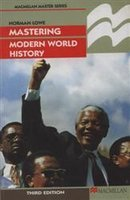 MACMILLAN MASTER SERIES
NORMAN LOWE
MASTERING
MODERN WORLD
HISTORY
THIRD EDITION
MACMILLAN